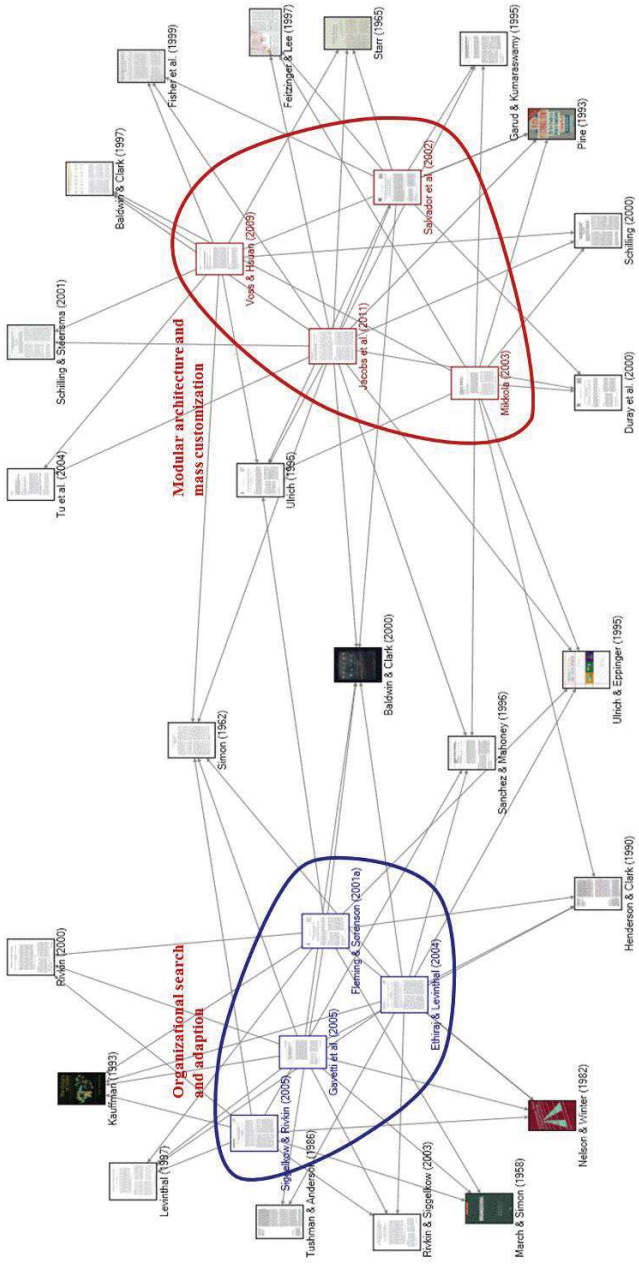 Rivkin (2000)
Tu et al. (2004)
Schilling & Steensma (2001)
Kauffman (1993)
Baldwin & Clark (1997)
Levinthal (1997)
Fisher et al. (1999)
Organizational search
and adaption
Modular architecture and
mass customization
Simon (1962)
Voss & Hsuan (2009)
Siggelkow & Rivkin (2005)
Feitzinger & Lee (1997)
Tushman & Anderson (1986)
Ulrich (1995)
Gavetti et al. (2005)
Fleming & Sorenson (2001a)
Jacobs et al. (2011)
Starr (1965)
Baldwin & Clark (2000)
Rivkin & Siggelkow (2003)
Salvador et al. (2002)
Ethiraj & Levinthal (2004)
Sanchez & Mahoney (1996)
Mikkola (2003)
Garud & Kumaraswamy (1995)
March & Simon (1958)
Nelson & Winter (1982)
Pine (1993)
Henderson & Clark (1990)
Ulrich & Eppinger (1995)
Duray et al. (2000)
Schilling (2000)